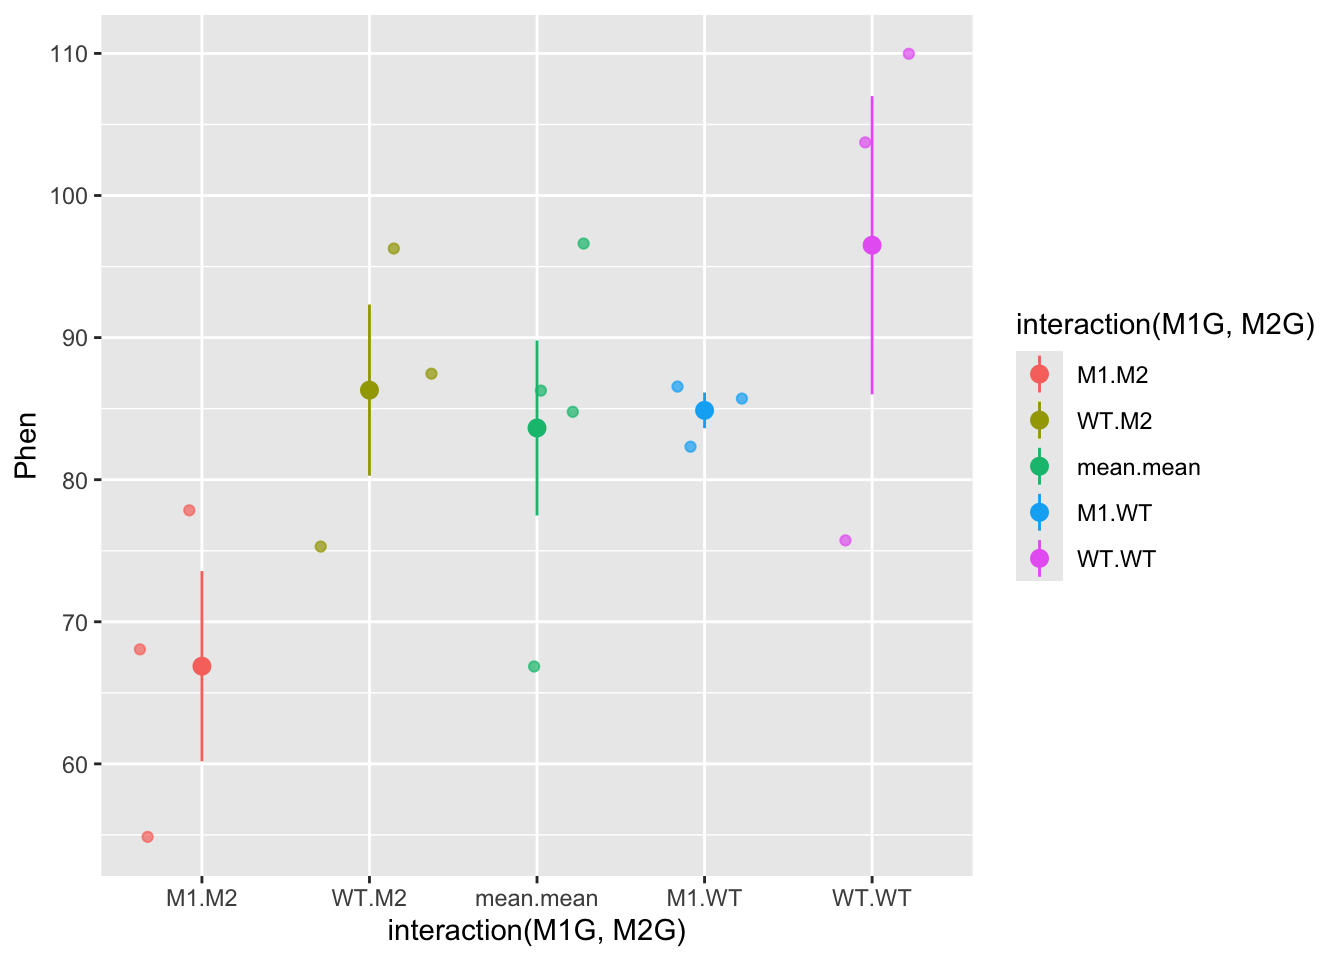 110
100
90
80
70
60
Phen
M1.M2
WT.M2
mean.mean
M1.WT
WT.WT
interaction(M1G, M2G)
interaction(M1G, M2G)
M1.M2
WT.M2
mean.mean
M1.WT
WT.WT